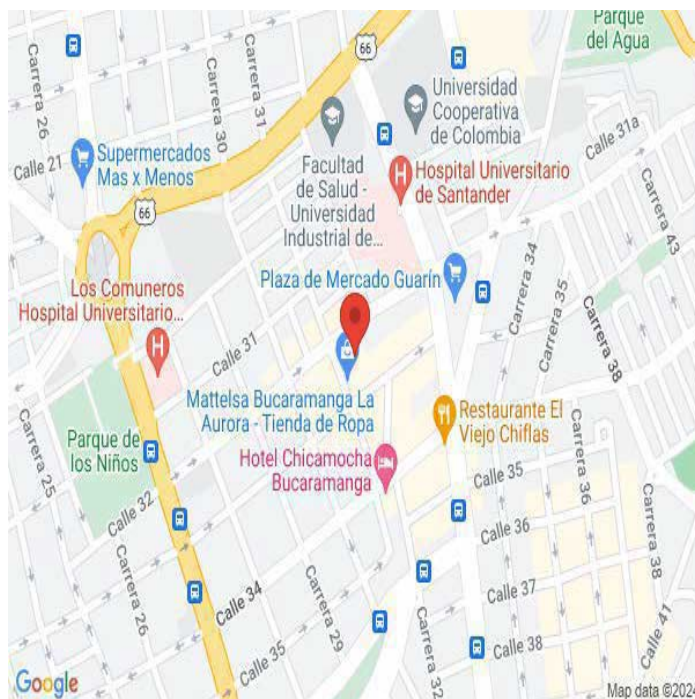 Parque
del Agua
66
Carrera 26
Carrera 30
Carrera 31
Universidad
Cooperativa
de Colombia
Calle 31a
Calle 21
Supermercados
Mas x Menos
Facultad
de Salud -
Universidad
Industrial de...
Hospital Universitario
de Santander
66
Carrera 34
Carrera 43
Plaza de Mercado Guarín
Los Comuneros
Hospital Universitario...
Carrera 35
Carrera 38
Calle 31
Mattelsa Bucaramanga La
Aurora - Tienda de Ropa
Restaurante El
Viejo Chiflas
Parque de
los Niños
Hotel Chicamocha
Bucaramanga
Carrera 25
Calle 32
Calle 35
Carrera 36
Calle 36
Carrera 38
Carrera 26
Calle 34
Calle 37
Calle 41
Calle 35
Carrera 29
Calle 38
Carrera 32
Google
Map data ©202